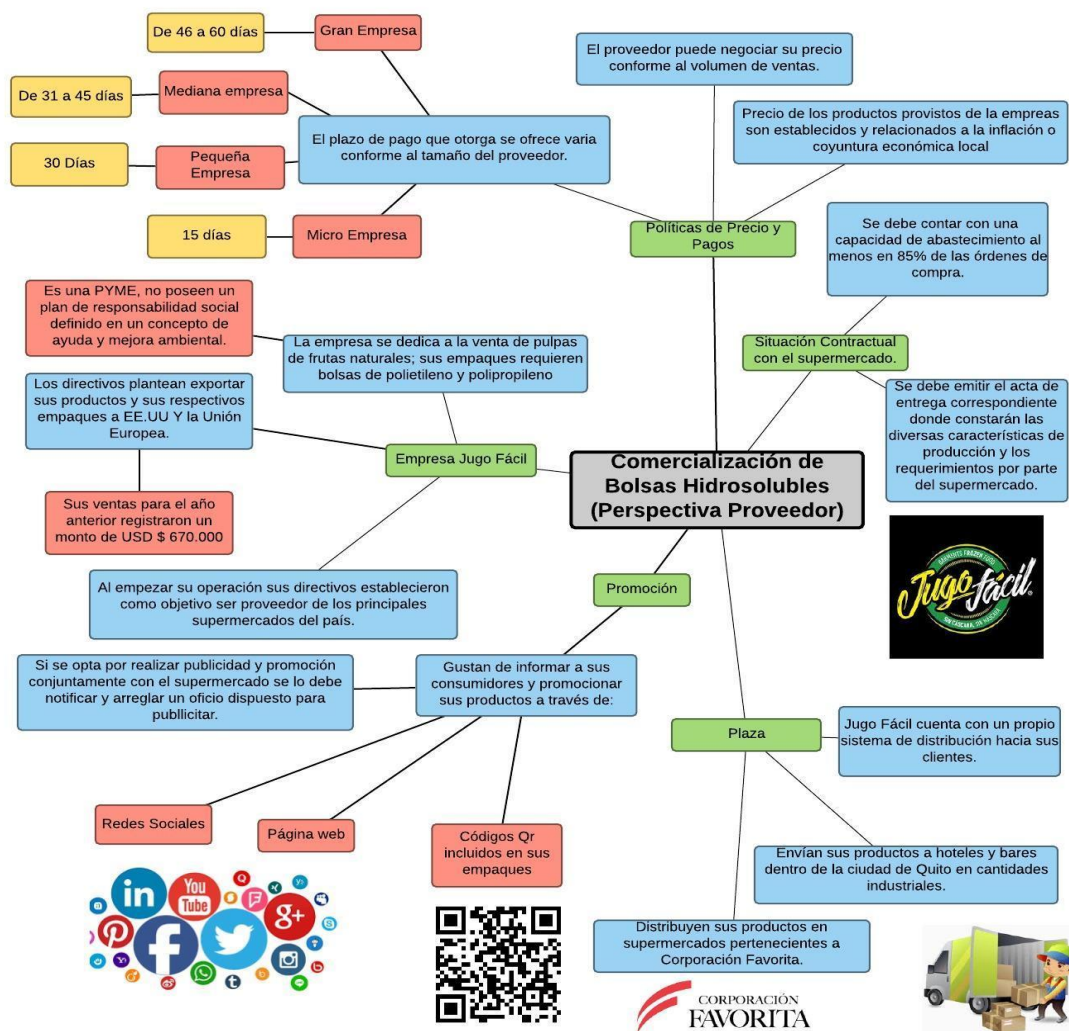 De 46 a 60 días
Gran Empresa
De 31 a 45 días
Mediana empresa
30 Días
Pequeña
Empresa
15 días
Micro Empresa
El plazo de pago que otorga se ofrece varia
conforme al tamaño del proveedor.
El proveedor puede negociar su precio
conforme al volumen de ventas.
Precio de los productos provistos de la empreas
son establecidos y relacionados a la inflación o
coyuntura económica local
Políticas de Precio y
Pagos
Se debe contar con una
capacidad de abastecimiento al
menos en 85% de las órdenes de
compra.
Situación Contractual
con el supermercado.
Se debe emitir el acta de
entrega correspondiente
donde constarán las
diversas características de
producción y los
requerimientos por parte
del supermercado.
Es una PYME, no poseen un
plan de responsabilidad social
definido en un concepto de
ayuda y mejora ambiental.
La empresa se dedica a la venta de pulpas
de frutas naturales; sus empaques requieren
bolsas de polietileno y polipropileno
Los directivos plantean exportar
sus productos y sus respectivos
empaques a EE.UU Y la Unión
Europea.
Empresa Jugo Fácil
Sus ventas para el año
anterior registraron un
monto de USD $ 670.000
Al empezar su operación sus directivos establecieron
como objetivo ser proveedor de los principales
supermercados del país.
Comercialización de
Bolsas Hidrosolubles
(Perspectiva Proveedor)
Jugo fácil
Promoción
Si se opta por realizar publicidad y promoción
conjuntamente con el supermercado se lo debe
notificar y arreglar un oficio dispuesto para
publlicitar.
Gustan de informar a sus
consumidores y promocionar
sus productos a través de:
Redes Sociales
Página web
Códigos Qr
incluidos en sus
empaques
in
You
Tube
g+
Plaza
Jugo Fácil cuenta con un propio
sistema de distribución hacia sus
clientes.
Envían sus productos a hoteles y bares
dentro de la ciudad de Quito en cantidades
industriales.
Distribuyen sus productos en
supermercados pertenecientes a
Corporación Favorita.
CORPORACIÓN
FAVORITA